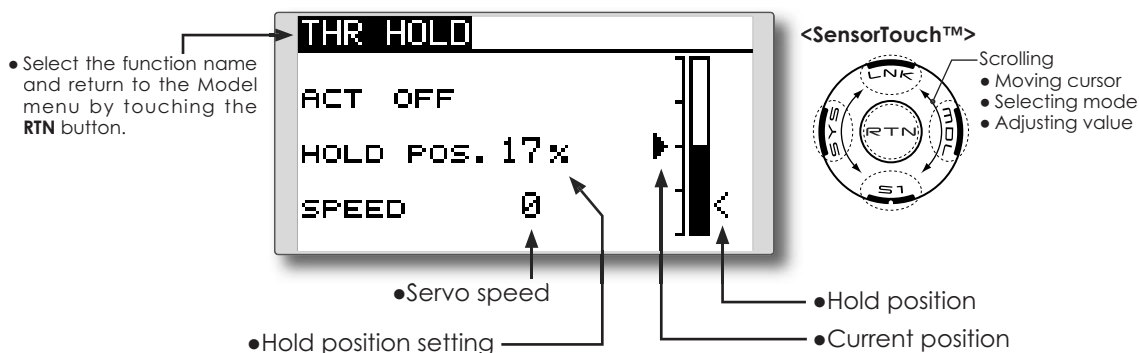 THR HOLD
ACT OFF
HOLD POS. 17%
SPEED 0
<
● Select the function name
and return to the Model
menu by touching the
RTN button.
<SensorTouch™>
LNK
SYS
RTN
MDL
S1
Scrolling
● Moving cursor
● Selecting mode
● Adjusting value
●Servo speed
●Hold position setting
●Hold position
●Current position